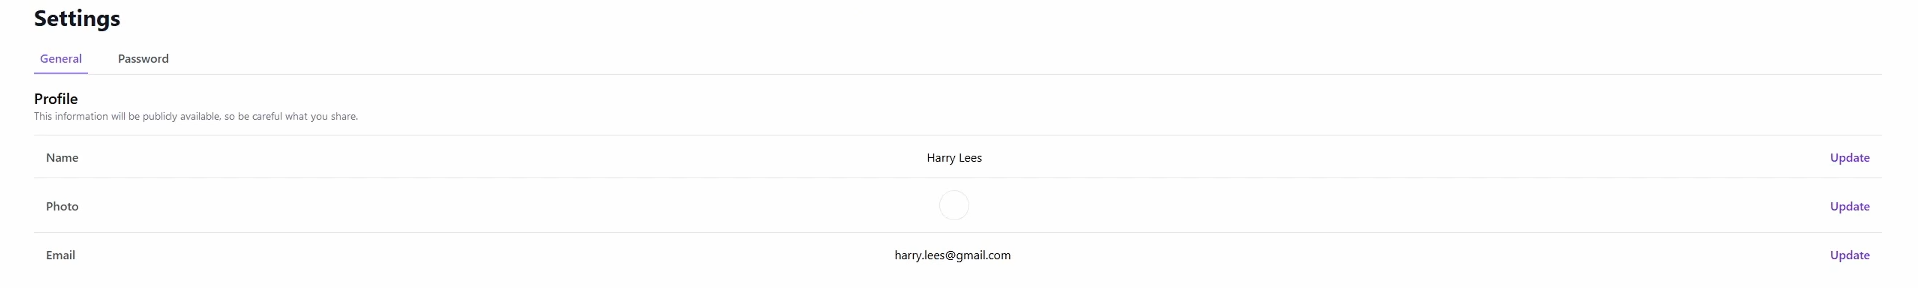 Settings
General Password
Profile
This information will be publicly available, so be careful what you share.
Name Harry Lees Update
Photo Update
Email harry.lees@gmail.com Update